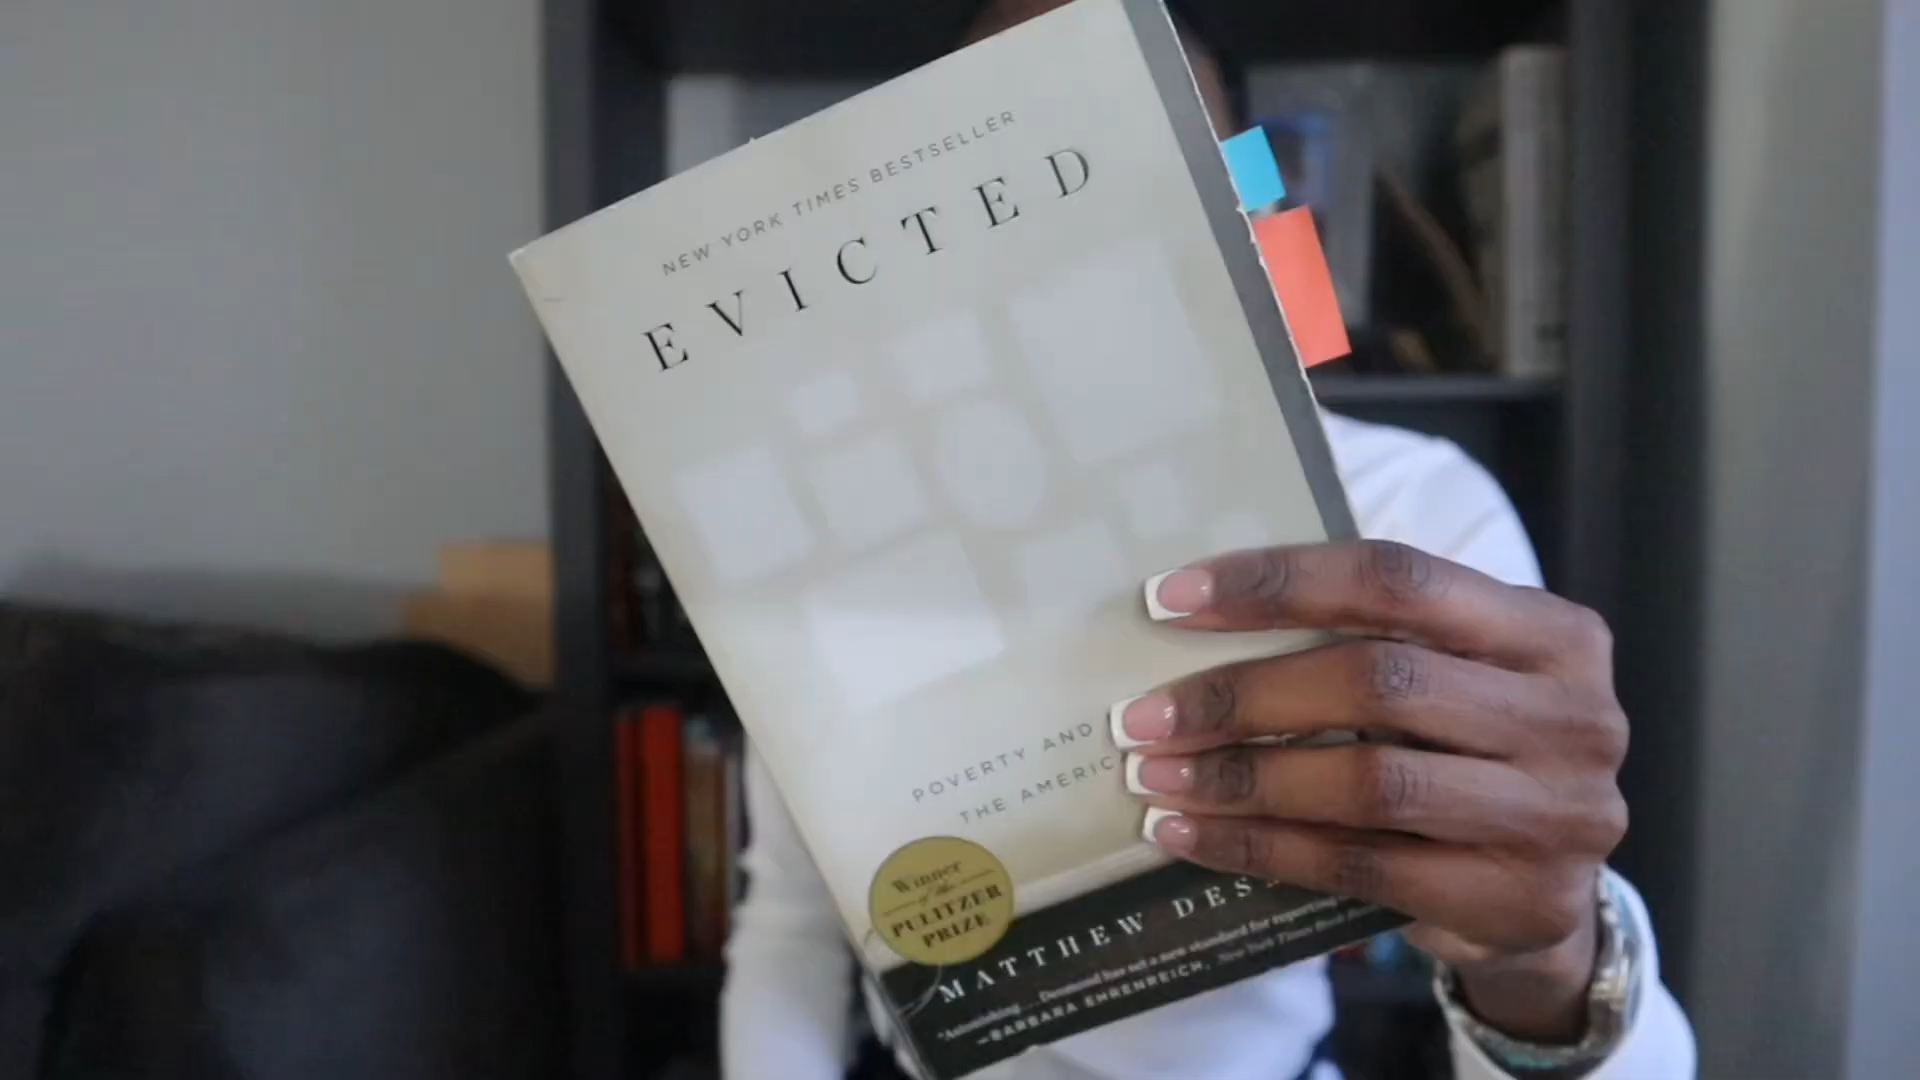 NEW YORK TIMES BESTSELLER
EVICTED
POVERTY AND
THE AMERIC
Winner
of the
PULITZER
PRIZE
MATTHEW DES
"Astonishing... Desmond has set a new standard for reporting
—BARBARA EHRENREICH, New York Times Book